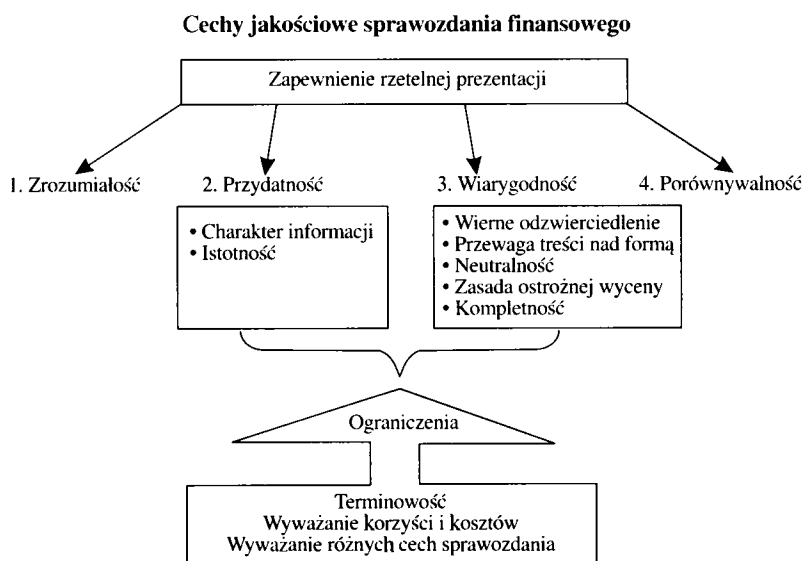 Cechy jakościowe sprawozdania finansowego
Zapewnienie rzetelnej prezentacji
1. Zrozumiałość
2. Przydatność
3. Wiarygodność
4. Porównywalność
• Charakter informacji
• Istotność
• Wierne odzwierciedlenie
• Przewaga treści nad formą
• Neutralność
• Zasada ostrożnej wyceny
• Kompletność
Ograniczenia
Terminowość
Wyważanie korzyści i kosztów
Wyważanie różnych cech sprawozdania